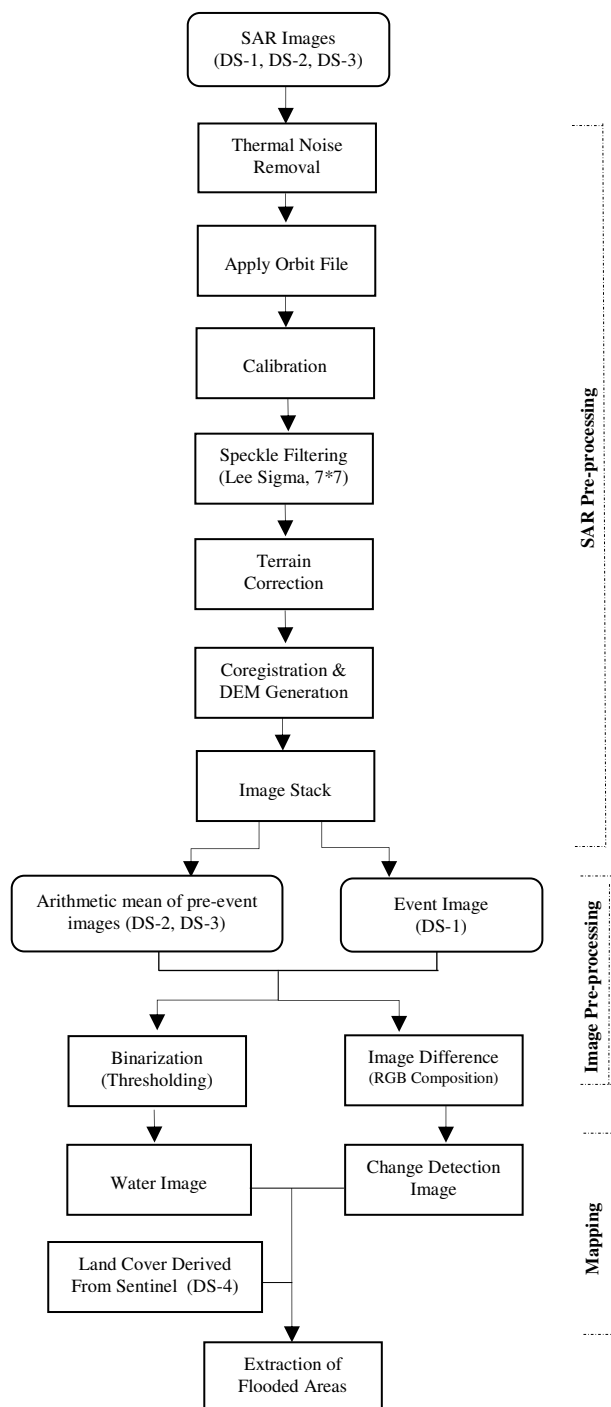 SAR Images
(DS-1, DS-2, DS-3)
Thermal Noise
Removal
Apply Orbit File
Calibration
Speckle Filtering
(Lee Sigma, 7*7)
Terrain
Correction
Coregistration &
DEM Generation
Image Stack
SAR Pre-processing
Arithmetic mean of pre-event
images (DS-2, DS-3)
Event Image
(DS-1)
Binarization
(Thresholding)
Image Difference
(RGB Composition)
Image Pre-processing
Water Image
Change Detection
Image
Land Cover Derived
From Sentinel (DS-4)
Mapping
Extraction of
Flooded Areas